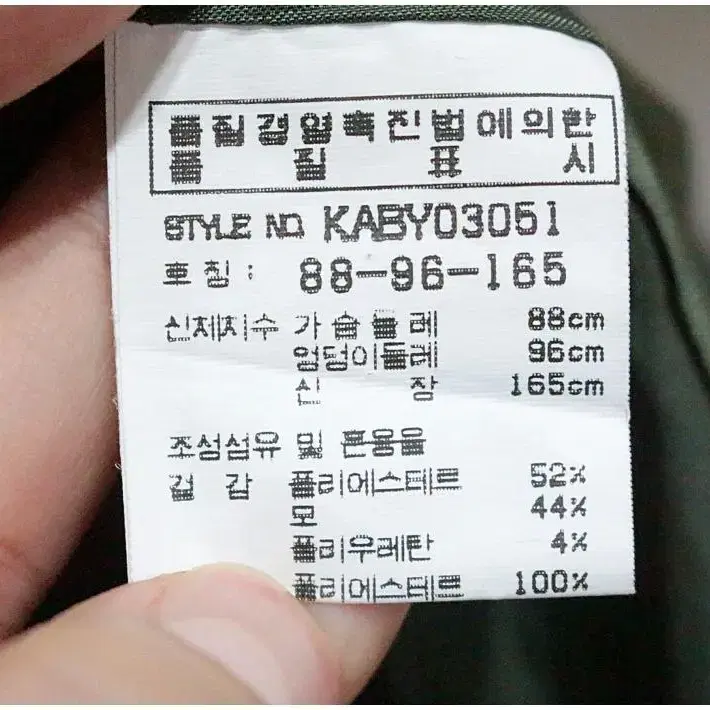 품질경영촉진법에의한
품 질 표 시
STYLE NO. KABY03051
호 칭 : 88-96-165
신체치수 가 슴 둘 레 88cm
엉덩이둘레 96cm
신 장 165cm
조성섬유 및 혼용율
겉 감 폴리에스테르 52%
모 44%
폴리우레탄 4%
폴리에스테르 100%